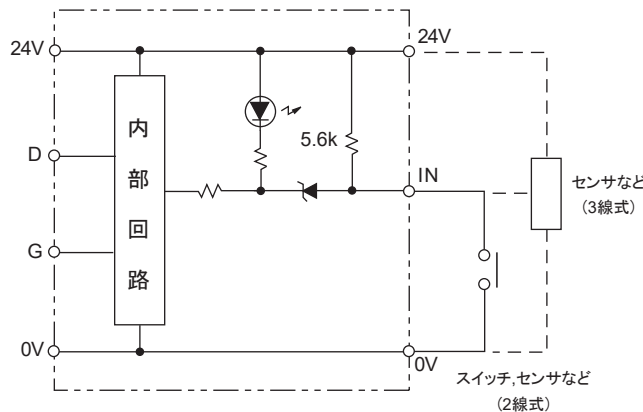 24V
24V
内部回路
5.6k
D
IN
センサなど
(3線式)
G
0V
0V
スイッチ,センサなど
(2線式)